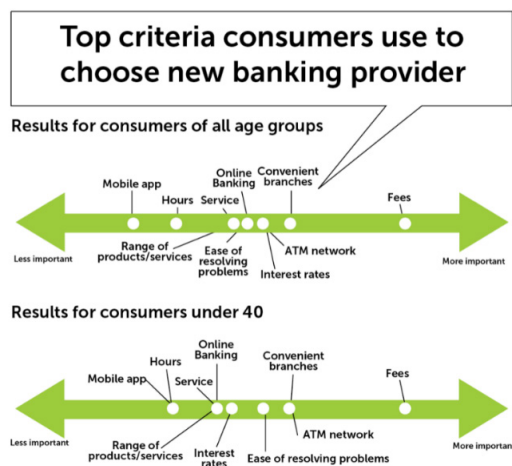 Top criteria consumers use to
choose new banking provider
Results for consumers of all age groups
Mobile app
Hours
Service
Online
Banking
Convenient
branches
Fees
Less important
Range of
products/services
Ease of
resolving
problems
ATM network
Interest rates
More important
Results for consumers under 40
Mobile app
Hours
Service
Online
Banking
Convenient
branches
Fees
Less important
Range of
products/services
Interest
rates
Ease of resolving problems
ATM network
More important